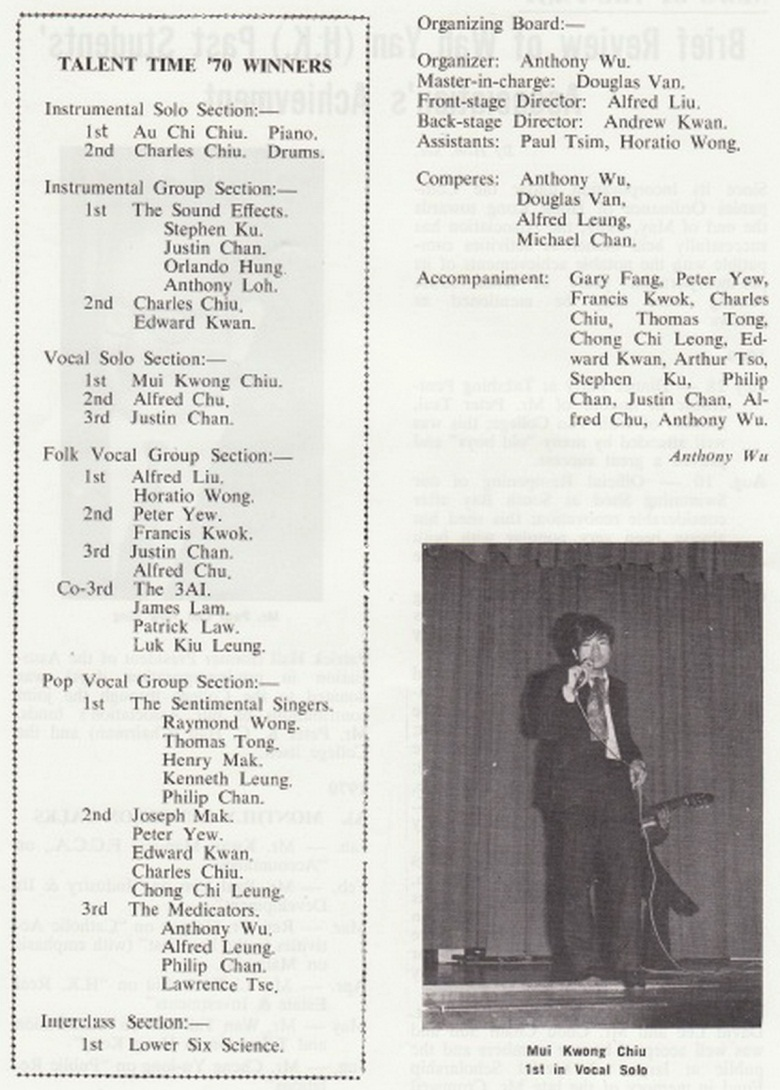 TALENT TIME '70 WINNERS
Instrumental Solo Section:—
1st Au Chi Chiu. Piano.
2nd Charles Chiu. Drums.
Instrumental Group Section:—
1st The Sound Effects.
Stephen Ku.
Justin Chan.
Orlando Hung.
Anthony Loh.
2nd Charles Chiu.
Edward Kwan.
Vocal Solo Section:—
1st Mui Kwong Chiu.
2nd Alfred Chu.
3rd Justin Chan.
Folk Vocal Group Section:—
1st Alfred Liu.
Horatio Wong.
2nd Peter Yew.
Francis Kwok.
3rd Justin Chan.
Alfred Chu.
Co-3rd The 3AI.
James Lam.
Patrick Law.
Luk Kiu Leung.
Pop Vocal Group Section:—
1st The Sentimental Singers.
Raymond Wong.
Thomas Tong.
Henry Mak.
Kenneth Leung.
Philip Chan.
2nd Joseph Mak.
Peter Yew.
Edward Kwan.
Charles Chiu.
Chong Chi Leung.
3rd The Medicators.
Anthony Wu.
Alfred Leung.
Philip Chan.
Lawrence Tse.
Interclass Section:—
1st Lower Six Science.
Organizing Board:—
Organizer: Anthony Wu.
Master-in-charge: Douglas Van.
Front-stage Director: Alfred Liu.
Back-stage Director: Andrew Kwan.
Assistants: Paul Tsim, Horatio Wong.
Comperes: Anthony Wu,
Douglas Van,
Alfred Leung,
Michael Chan.
Accompaniment: Gary Fang, Peter Yew,
Francis Kwok, Charles
Chiu, Thomas Tong,
Chong Chi Leong, Ed-
ward Kwan, Arthur Tso,
Stephen Ku, Philip
Chan, Justin Chan, Al-
fred Chu, Anthony Wu.
Anthony Wu
Mui Kwong Chiu
1st in Vocal Solo